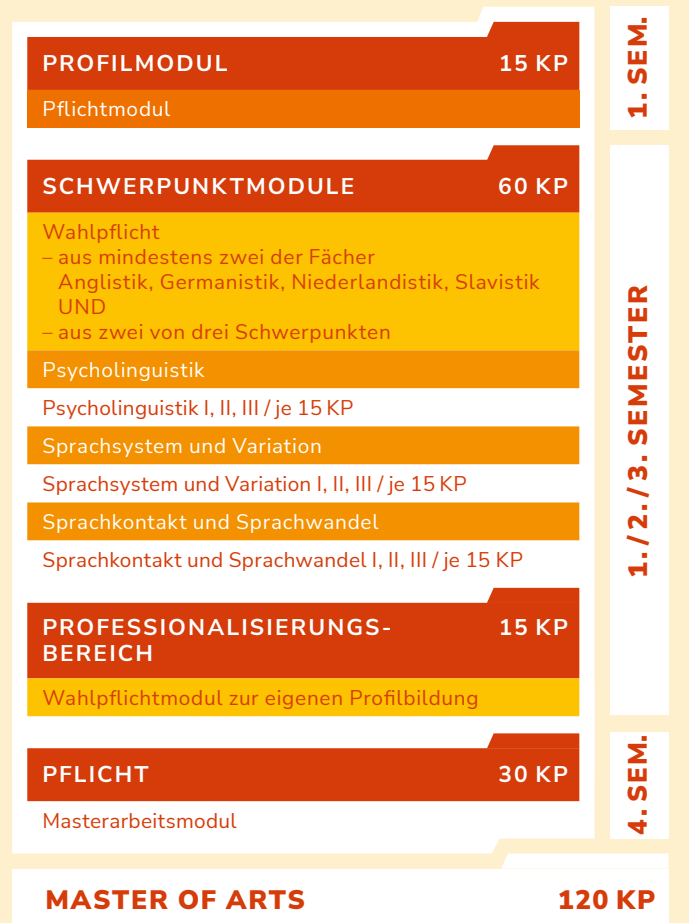 PROFILMODUL 15 KP
Pflichtmodul
1. SEM.
SCHWERPUNKTMODULE 60 KP
Wahlpflicht
– aus mindestens zwei der Fächer
Anglistik, Germanistik, Niederlandistik, Slavistik
UND
– aus zwei von drei Schwerpunkten
Psycholinguistik
Psycholinguistik I, II, III / je 15 KP
Sprachsystem und Variation
Sprachsystem und Variation I, II, III / je 15 KP
Sprachkontakt und Sprachwandel
Sprachkontakt und Sprachwandel I, II, III / je 15 KP
PROFESSIONALISIERUNGS- 15 KP
BEREICH
Wahlpflichtmodul zur eigenen Profilbildung
1. / 2. / 3. SEMESTER
PFLICHT 30 KP
Masterarbeitsmodul
4. SEM.
MASTER OF ARTS 120 KP